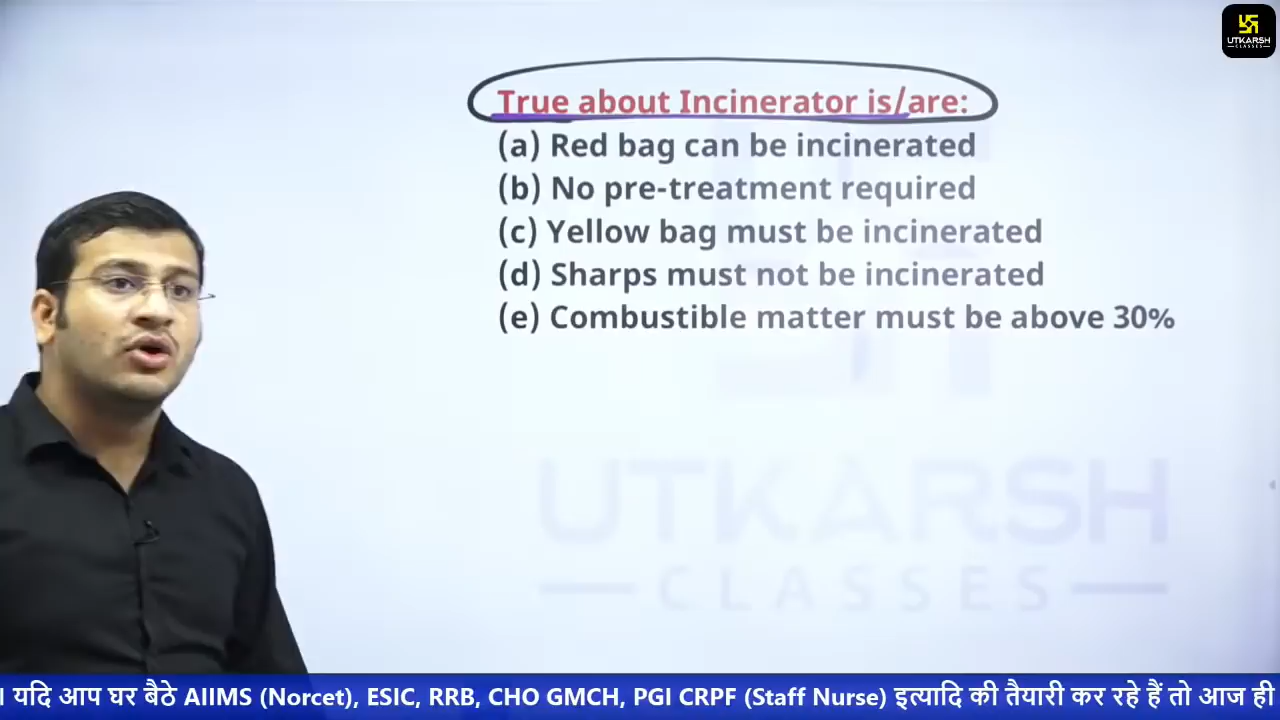 UTKARSH
CLASSES
True about Incinerator is/are:
(a) Red bag can be incinerated
(b) No pre-treatment required
(c) Yellow bag must be incinerated
(d) Sharps must not be incinerated
(e) Combustible matter must be above 30%
UTKARSH
CLASSES
यदि आप घर बैठे AIIMS (Norcet), ESIC, RRB, CHO GMCH, PGI CRPF (Staff Nurse) इत्यादि की तैयारी कर रहे हैं तो आज ही